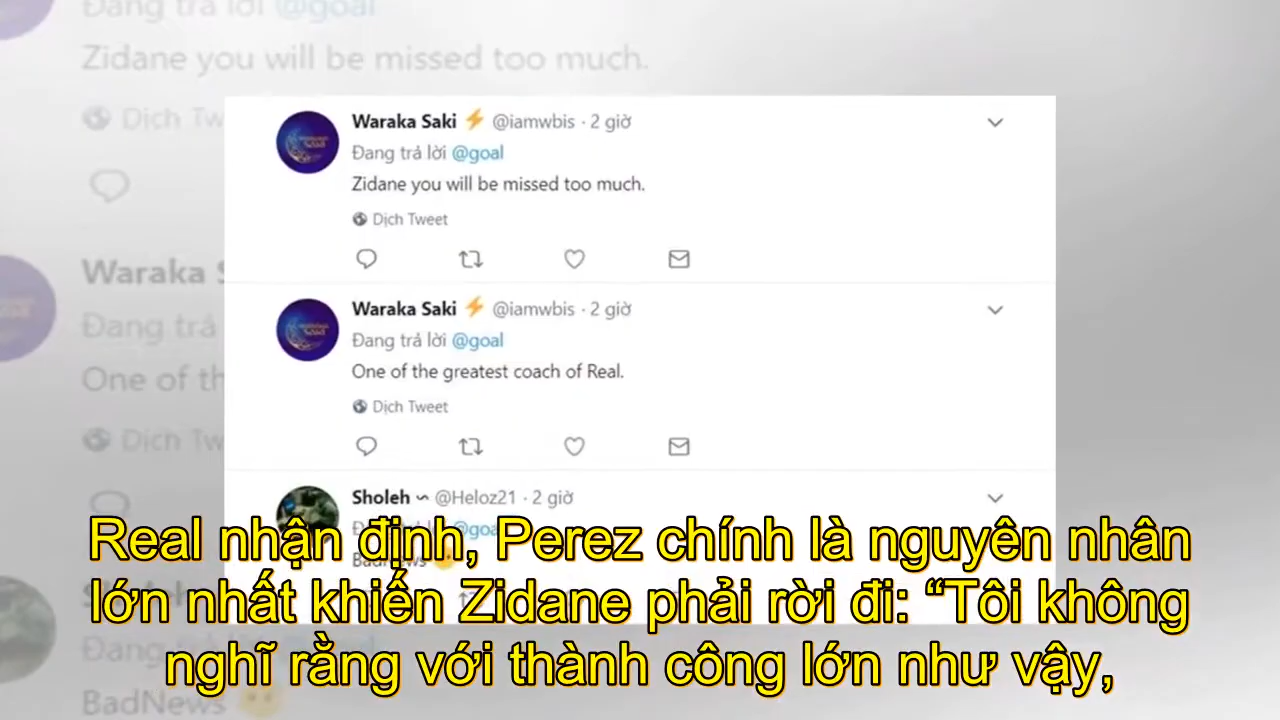 Đang trả lời @goal
Zidane you will be missed too much.
Dịch Tw
Waraka S
Đang trả
One of th
Dịch Tw
Đang trả
BadNews
Waraka Saki ⚡ @iamwbis · 2 giờ
Đang trả lời @goal
Zidane you will be missed too much.
Dịch Tweet
Waraka Saki ⚡ @iamwbis · 2 giờ
Đang trả lời @goal
One of the greatest coach of Real.
Dịch Tweet
Sholeh ∽ @Heloz21 · 2 giờ
BadNews
Real nhận định, Perez chính là nguyên nhân
lớn nhất khiến Zidane phải rời đi: “Tôi không
nghĩ rằng với thành công lớn như vậy,